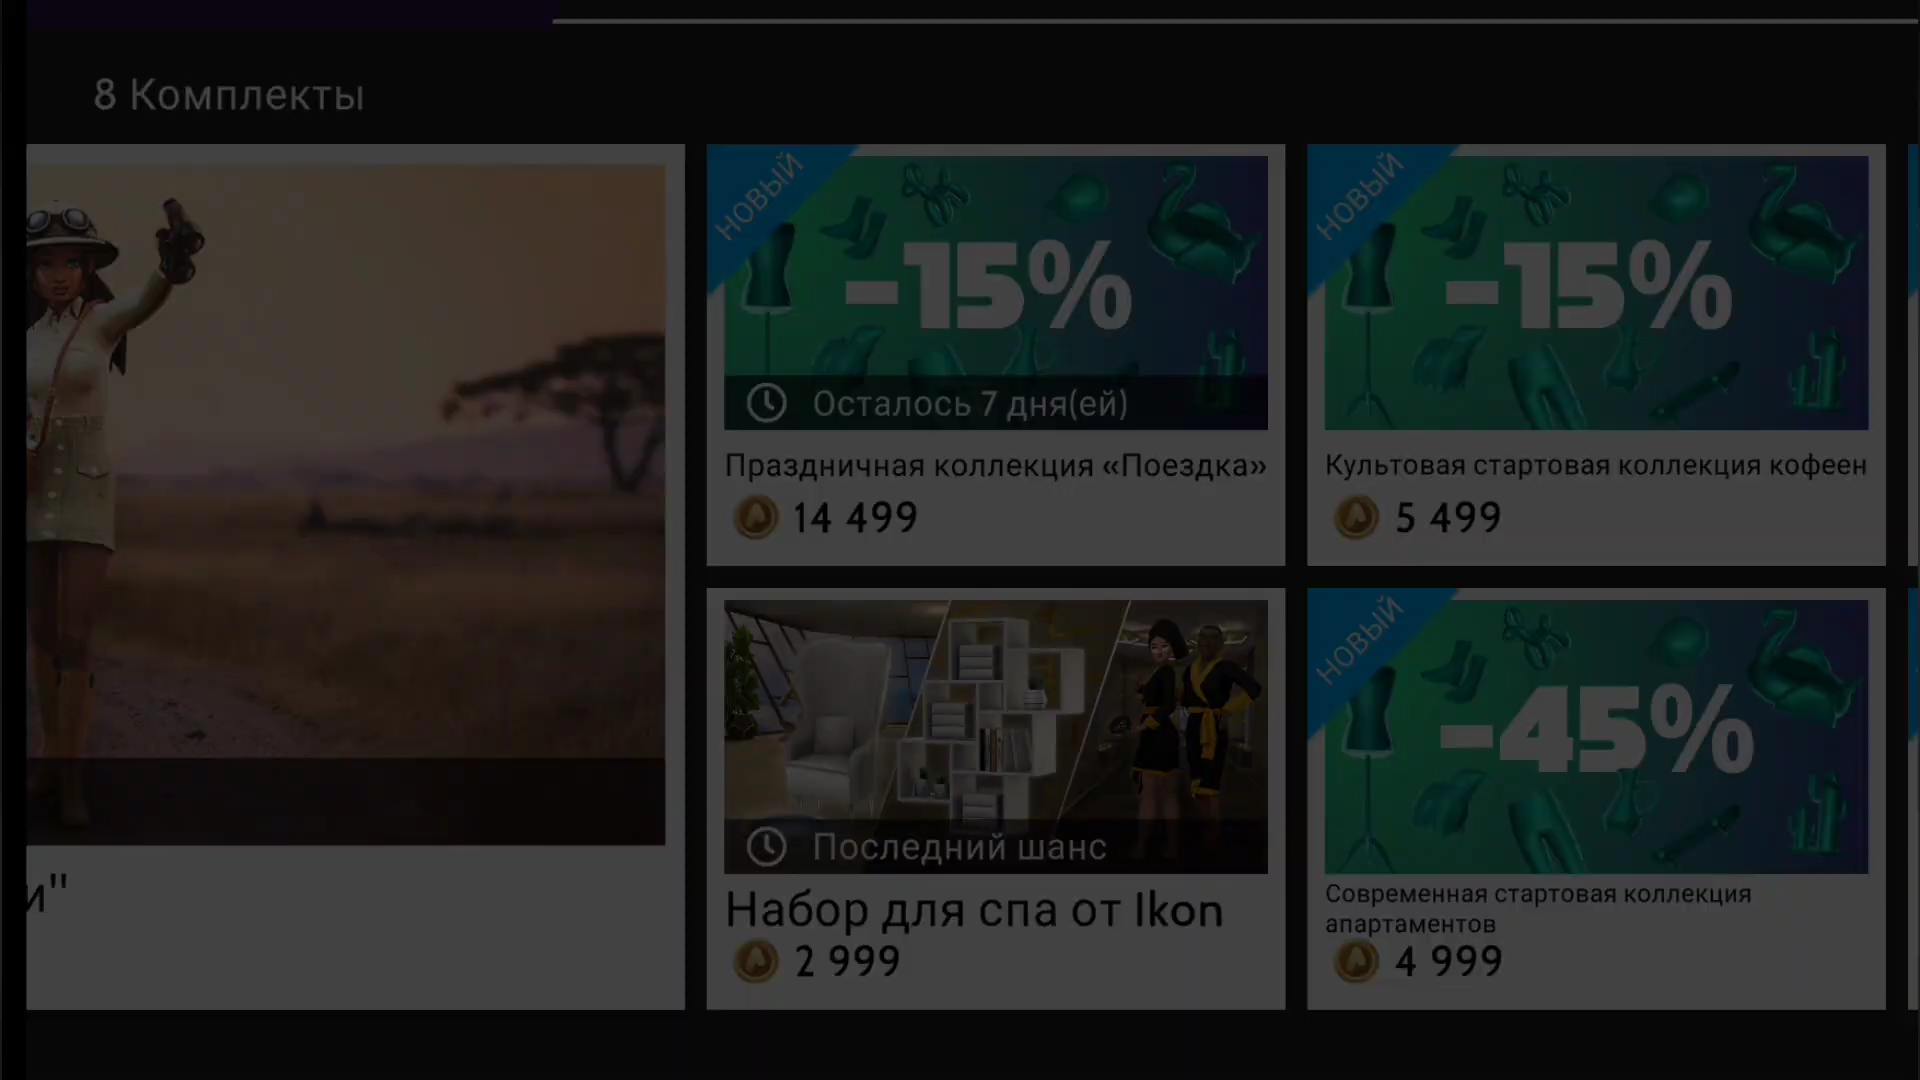 8 Комплекты
и"
НОВЫЙ
-15%
Осталось 7 дня(ей)
Праздничная коллекция «Поездка»
14 499
НОВЫЙ
-15%
Культовая стартовая коллекция кофеен
5 499
Последний шанс
Набор для спа от Ikon
2 999
НОВЫЙ
-45%
Современная стартовая коллекция
апартаментов
4 999